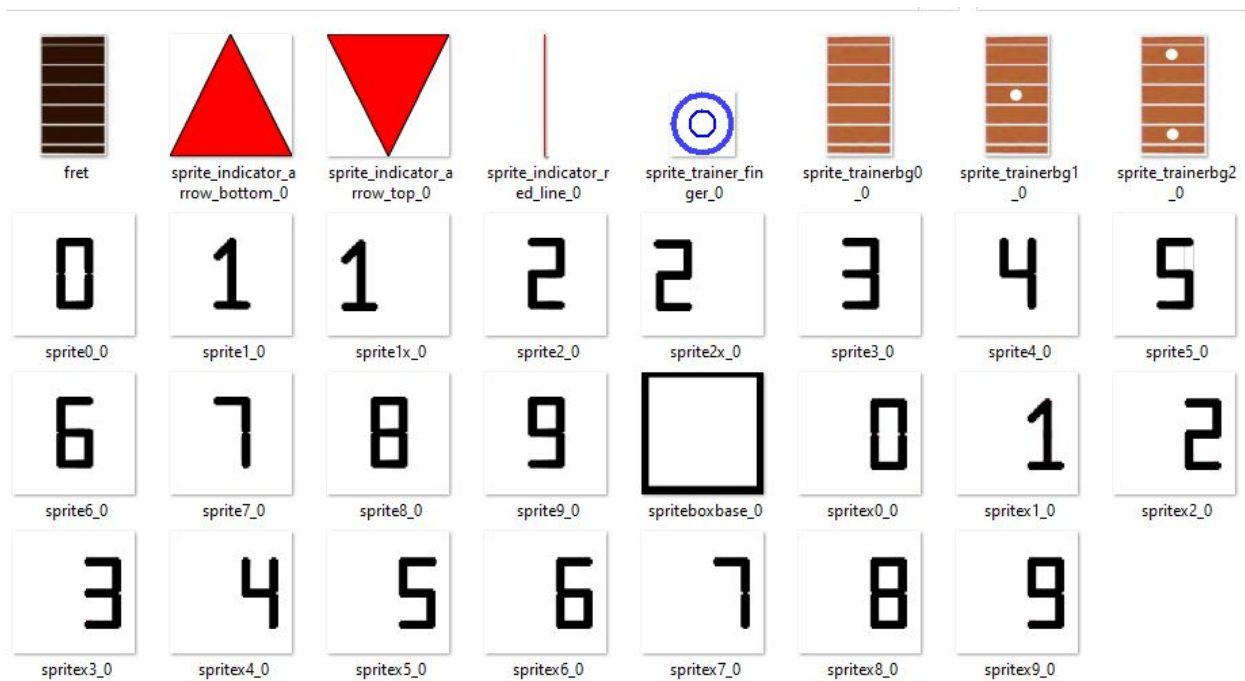 fret
sprite_indicator_a
rrow_bottom_0
sprite_indicator_a
rrow_top_0
sprite_indicator_r
ed_line_0
sprite_trainer_fin
ger_0
sprite_trainerbg0
_0
sprite_trainerbg1
_0
sprite_trainerbg2
_0
0
1
1
2
2
3
4
5
sprite0_0
sprite1_0
sprite1x_0
sprite2_0
sprite2x_0
sprite3_0
sprite4_0
sprite5_0
6
7
8
9
0
1
2
sprite6_0
sprite7_0
sprite8_0
sprite9_0
spriteboxbase_0
spritex0_0
spritex1_0
spritex2_0
3
4
5
6
7
8
9
spritex3_0
spritex4_0
spritex5_0
spritex6_0
spritex7_0
spritex8_0
spritex9_0